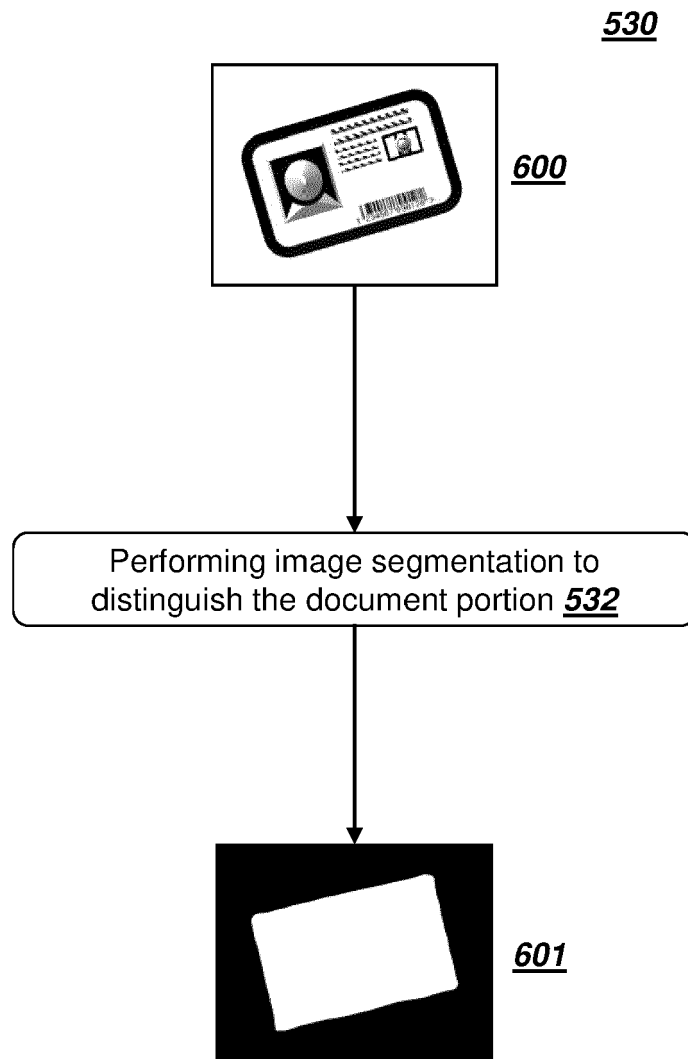 530
600
Performing image segmentation to
distinguish the document portion 532
601